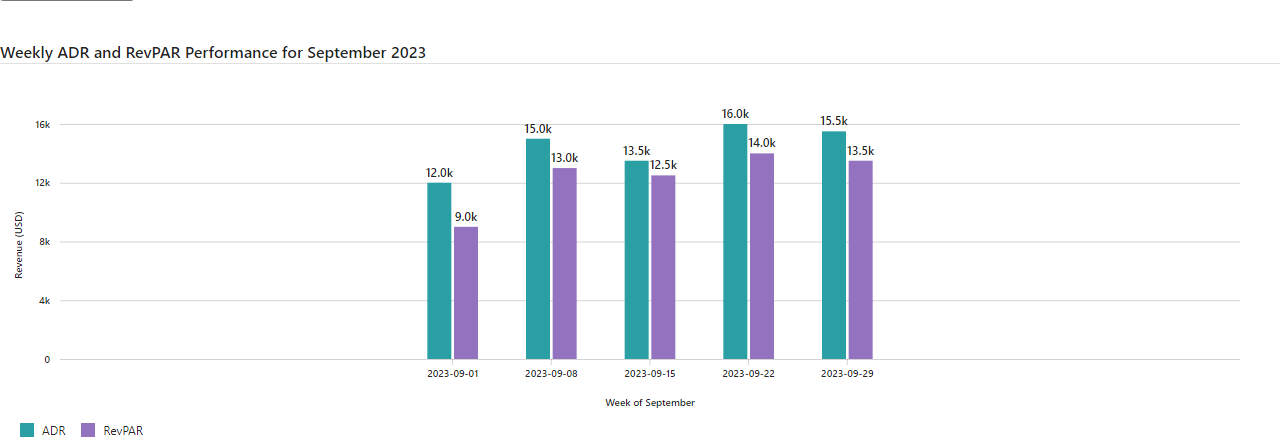 Weekly ADR and RevPAR Performance for September 2023
16.0k
15.5k
15.0k
14.0k
13.5k
13.5k
13.0k
12.5k
12.0k
9.0k
16k
12k
8k
4k
0
Revenue (USD)
2023-09-01 2023-09-08 2023-09-15 2023-09-22 2023-09-29
Week of September
ADR RevPAR